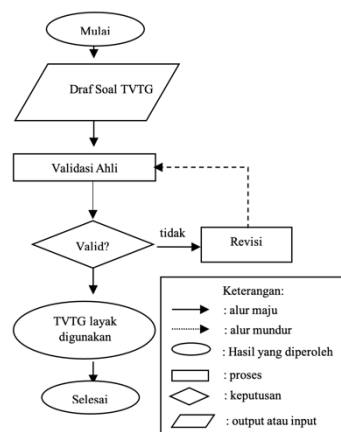 Mulai
Draf Soal TVTG
Validasi Ahli
Valid?
tidak
Revisi
TVTG layak
digunakan
Selesai
Keterangan:
: alur maju
: alur mundur
: Hasil yang diperoleh
: proses
: keputusan
: output atau input